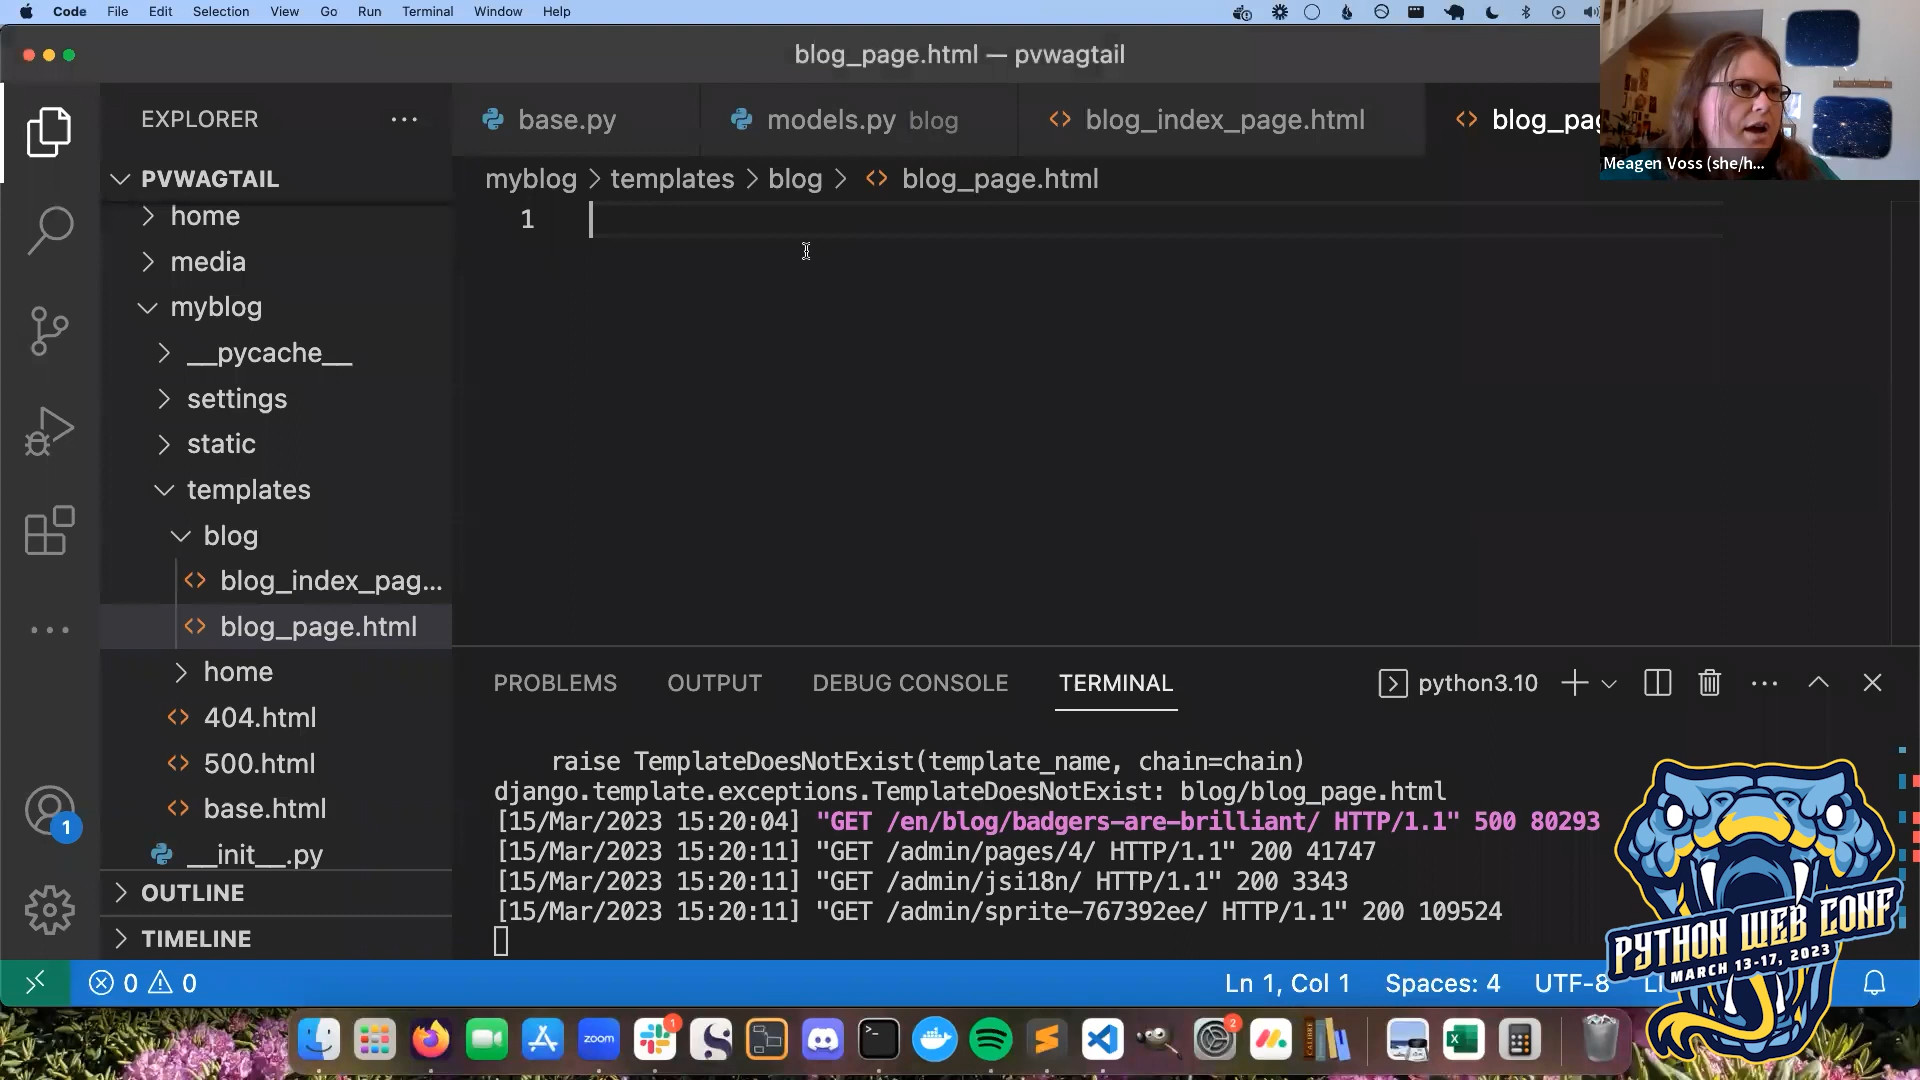 Code File Edit Selection View Go Run Terminal Window Help
blog_page.html — pvwagtail
Meagen Voss (she/h...
EXPLORER
PVWAGTAIL
home
media
myblog
__pycache__
settings
static
templates
blog
blog_index_pag...
blog_page.html
home
404.html
500.html
base.html
__init__.py
OUTLINE
TIMELINE
base.py
models.py blog
blog_index_page.html
blog_pag
myblog > templates > blog > blog_page.html
1
PROBLEMS OUTPUT DEBUG CONSOLE TERMINAL
python3.10
raise TemplateDoesNotExist(template_name, chain=chain)
django.template.exceptions.TemplateDoesNotExist: blog/blog_page.html
[15/Mar/2023 15:20:04] "GET /en/blog/badgers-are-brilliant/ HTTP/1.1" 500 80293
[15/Mar/2023 15:20:11] "GET /admin/pages/4/ HTTP/1.1" 200 41747
[15/Mar/2023 15:20:11] "GET /admin/jsi18n/ HTTP/1.1" 200 3343
[15/Mar/2023 15:20:11] "GET /admin/sprite-767392ee/ HTTP/1.1" 200 109524
PYTHON WEB CONF
MARCH 13-17, 2023
1
0 0
Ln 1, Col 1 Spaces: 4 UTF-8
zoom
1
2